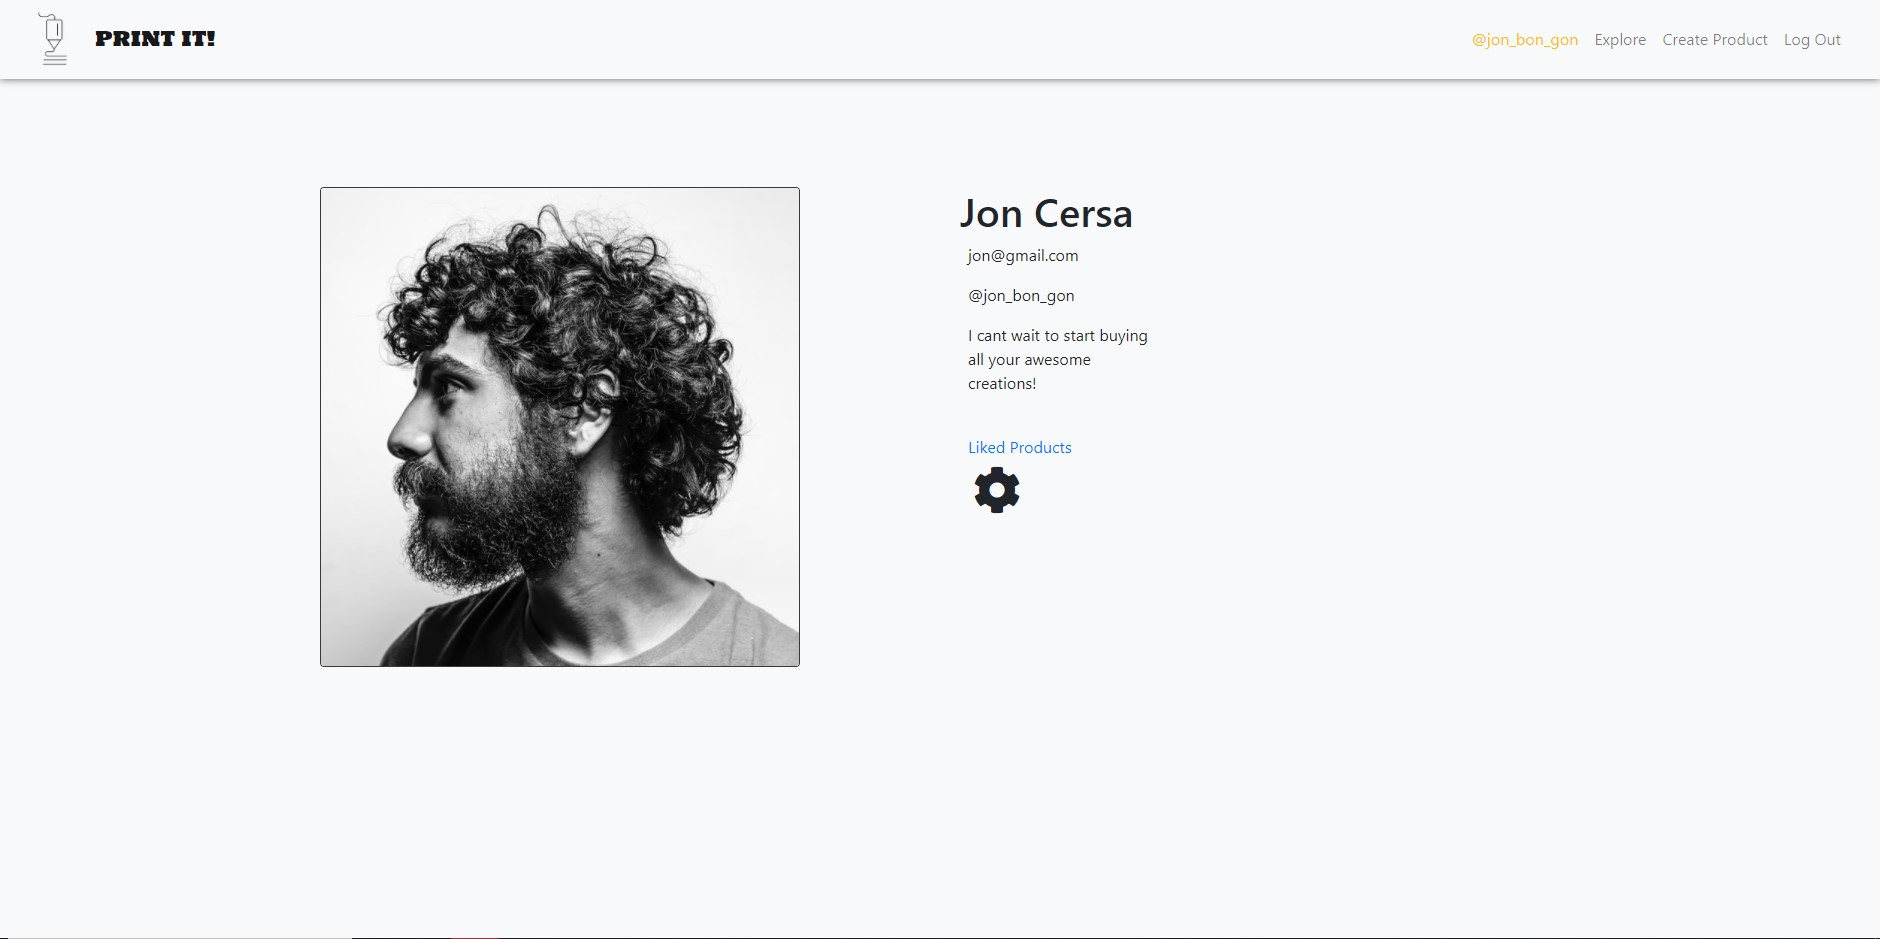 PRINT IT!
@jon_bon_gon Explore Create Product Log Out
Jon Cersa
jon@gmail.com
@jon_bon_gon
I cant wait to start buying
all your awesome
creations!
Liked Products